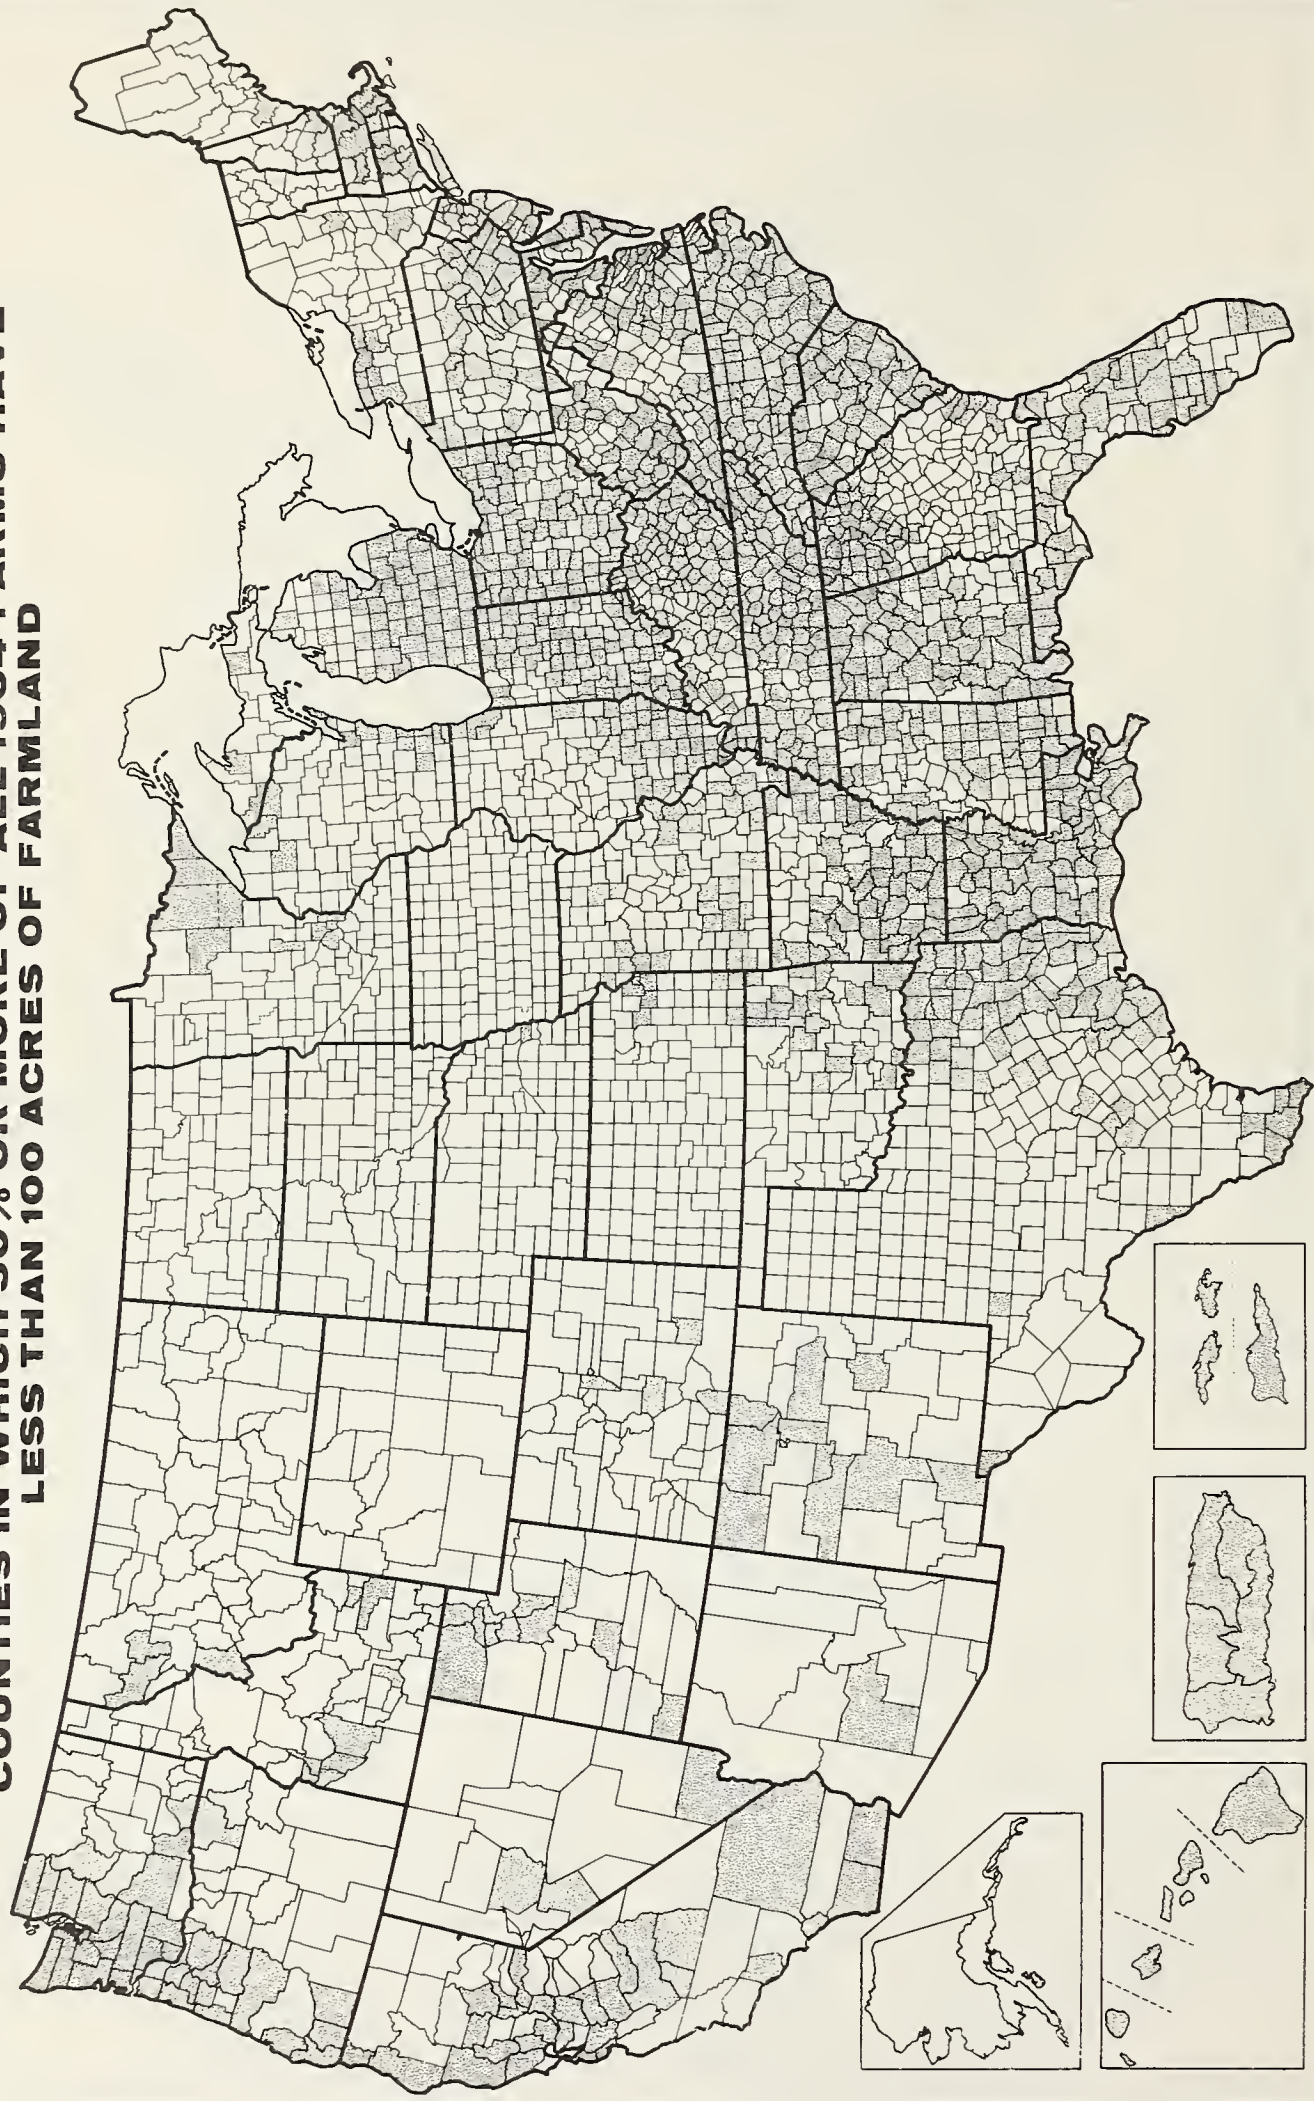 COUNTIES IN WHICH 50% OR MORE OF ALL 1964 FARMS HAVE
LESS THAN 100 ACRES OF FARMLAND